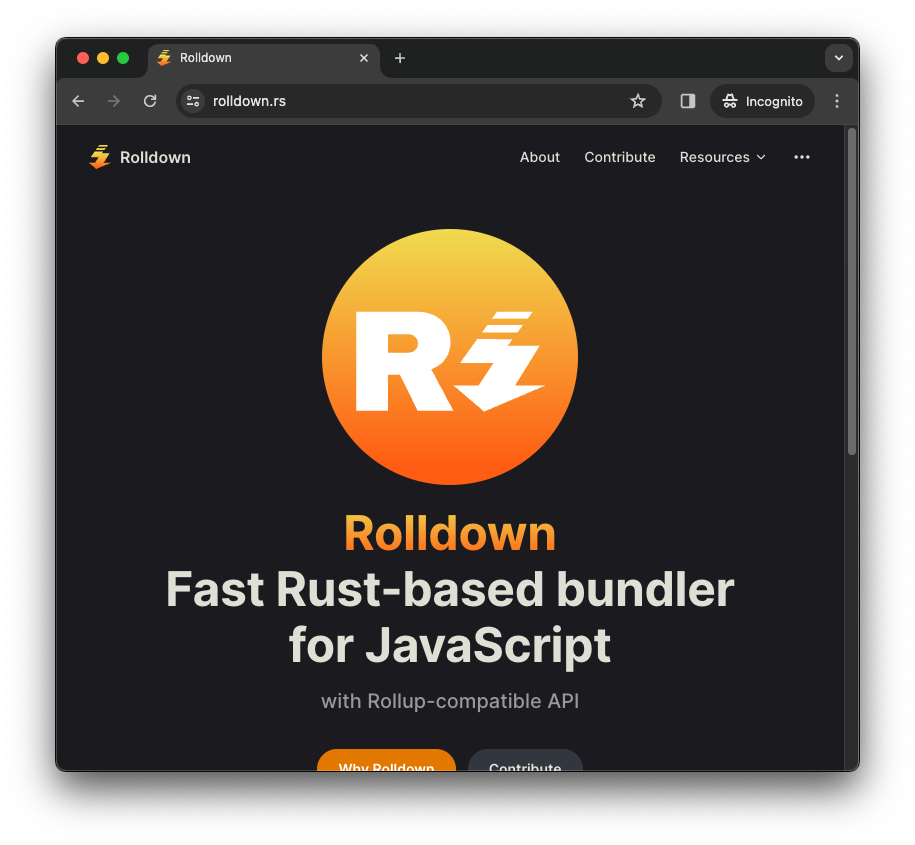 Rolldown
rolldown.rs
Incognito
Rolldown
About Contribute Resources
R
Rolldown
Fast Rust-based bundler
for JavaScript
with Rollup-compatible API
Why Rolldown Contribute